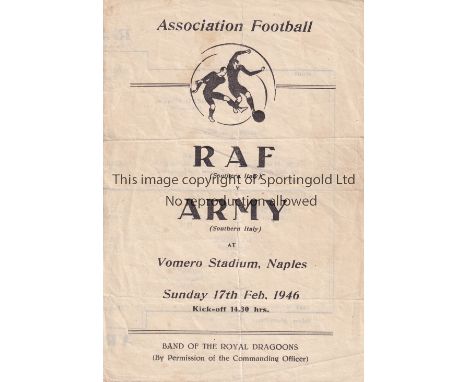 Association Football
RAF
(Southern Italy)
v
This image copyright of Sportingold Ltd
No reproduction allowed
ARMY
(Southern Italy)
AT
Vomero Stadium, Naples
Sunday 17th Feb. 1946
Kick-off 14.30 hrs.
BAND OF THE ROYAL DRAGOONS
(By Permission of the Commanding Officer)